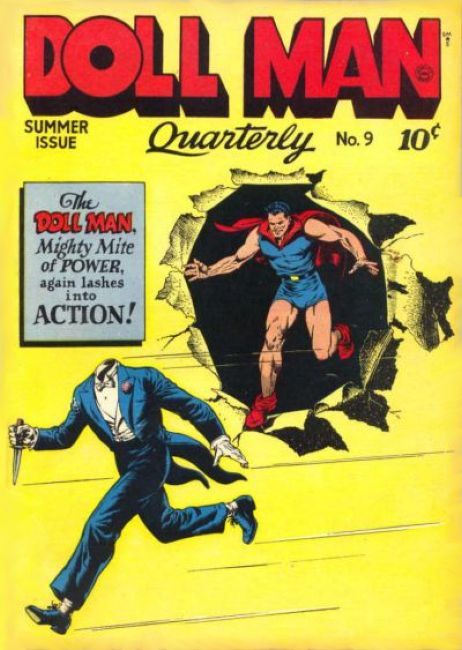 DOLL MAN
SUMMER
ISSUE
Quarterly
No. 9
10¢
The
DOLL MAN,
Mighty Mite
of POWER,
again lashes
into
ACTION!